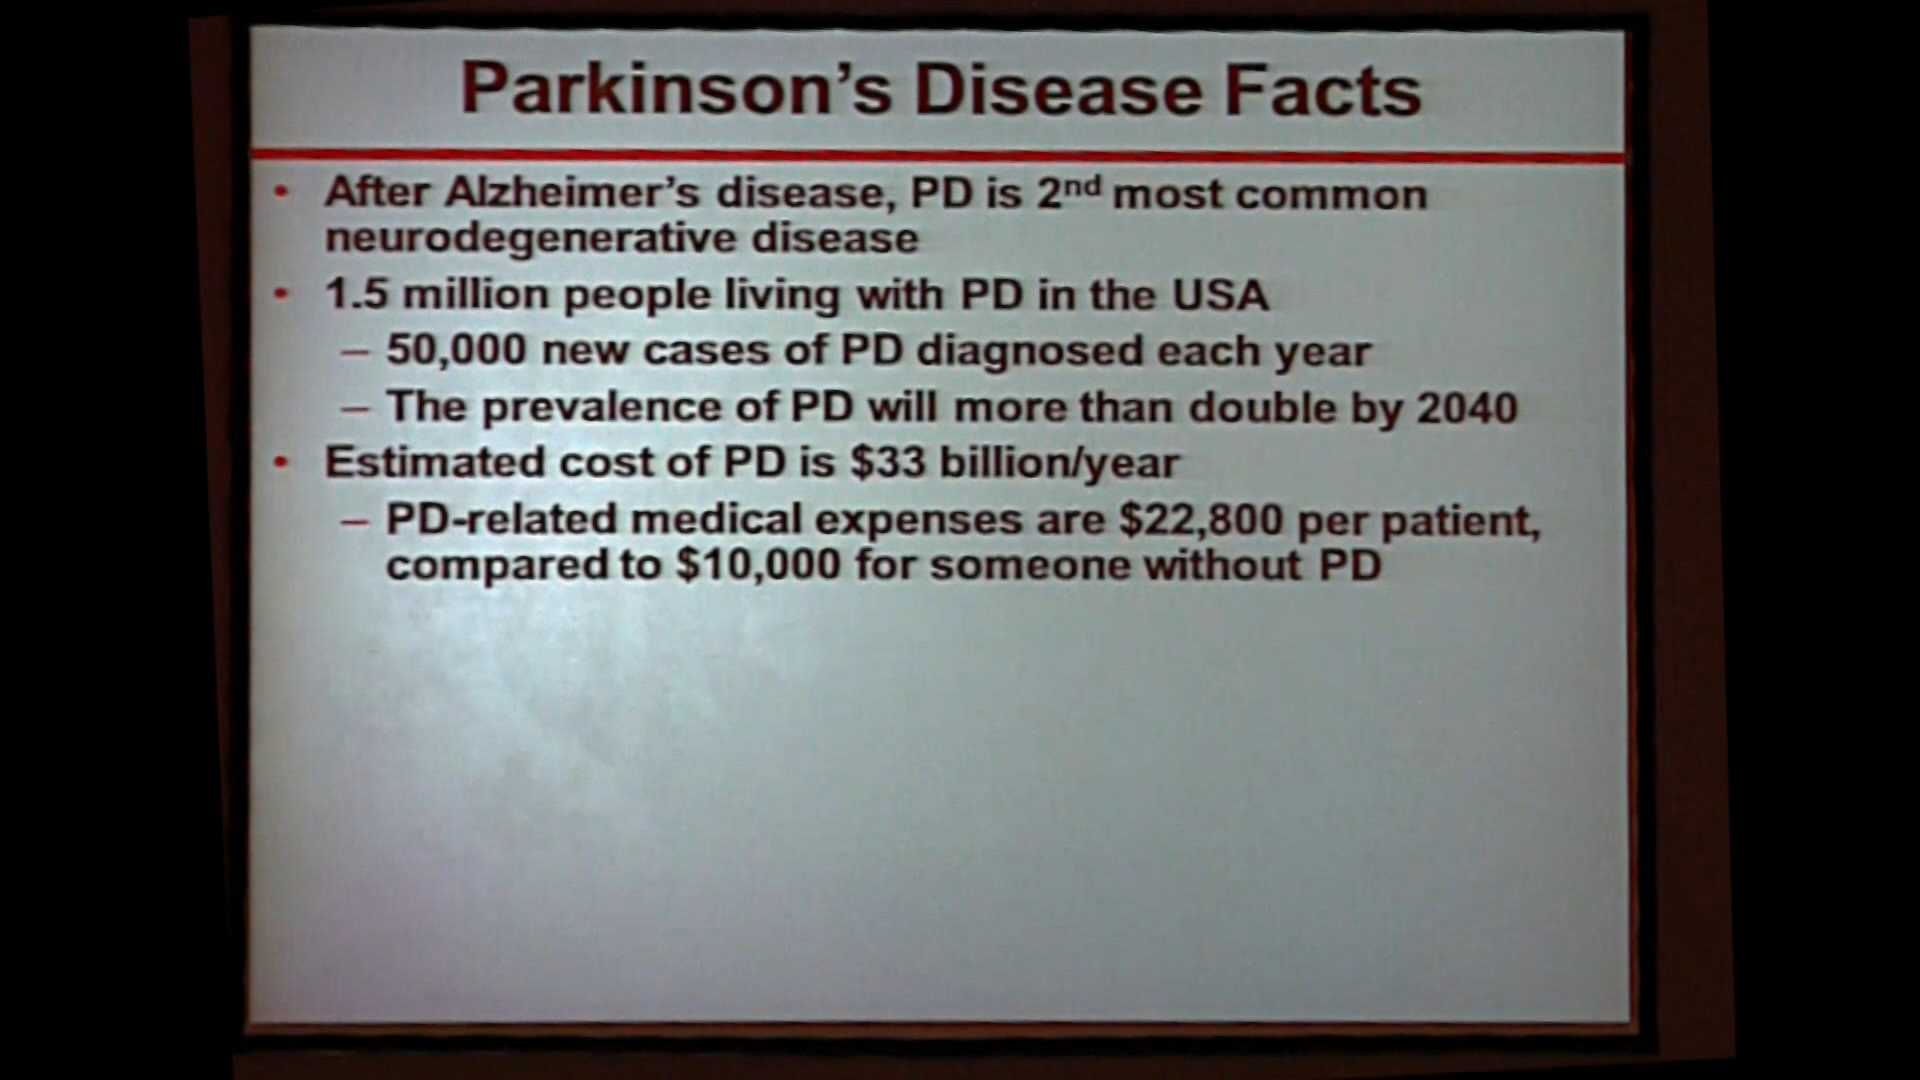 Parkinson's Disease Facts
• After Alzheimer's disease, PD is 2nd most common
neurodegenerative disease
• 1.5 million people living with PD in the USA
– 50,000 new cases of PD diagnosed each year
– The prevalence of PD will more than double by 2040
• Estimated cost of PD is $33 billion/year
– PD-related medical expenses are $22,800 per patient,
compared to $10,000 for someone without PD